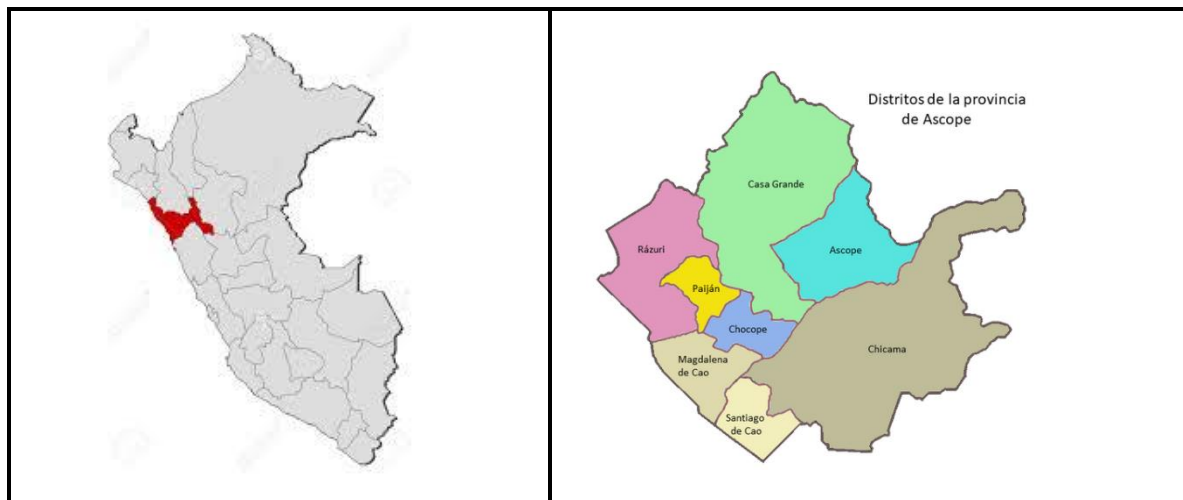 Distritos de la provincia
de Ascope
Casa Grande
Rázuri
Ascope
Paiján
Chocope
Chicama
Magdalena
de Cao
Santiago
de Cao